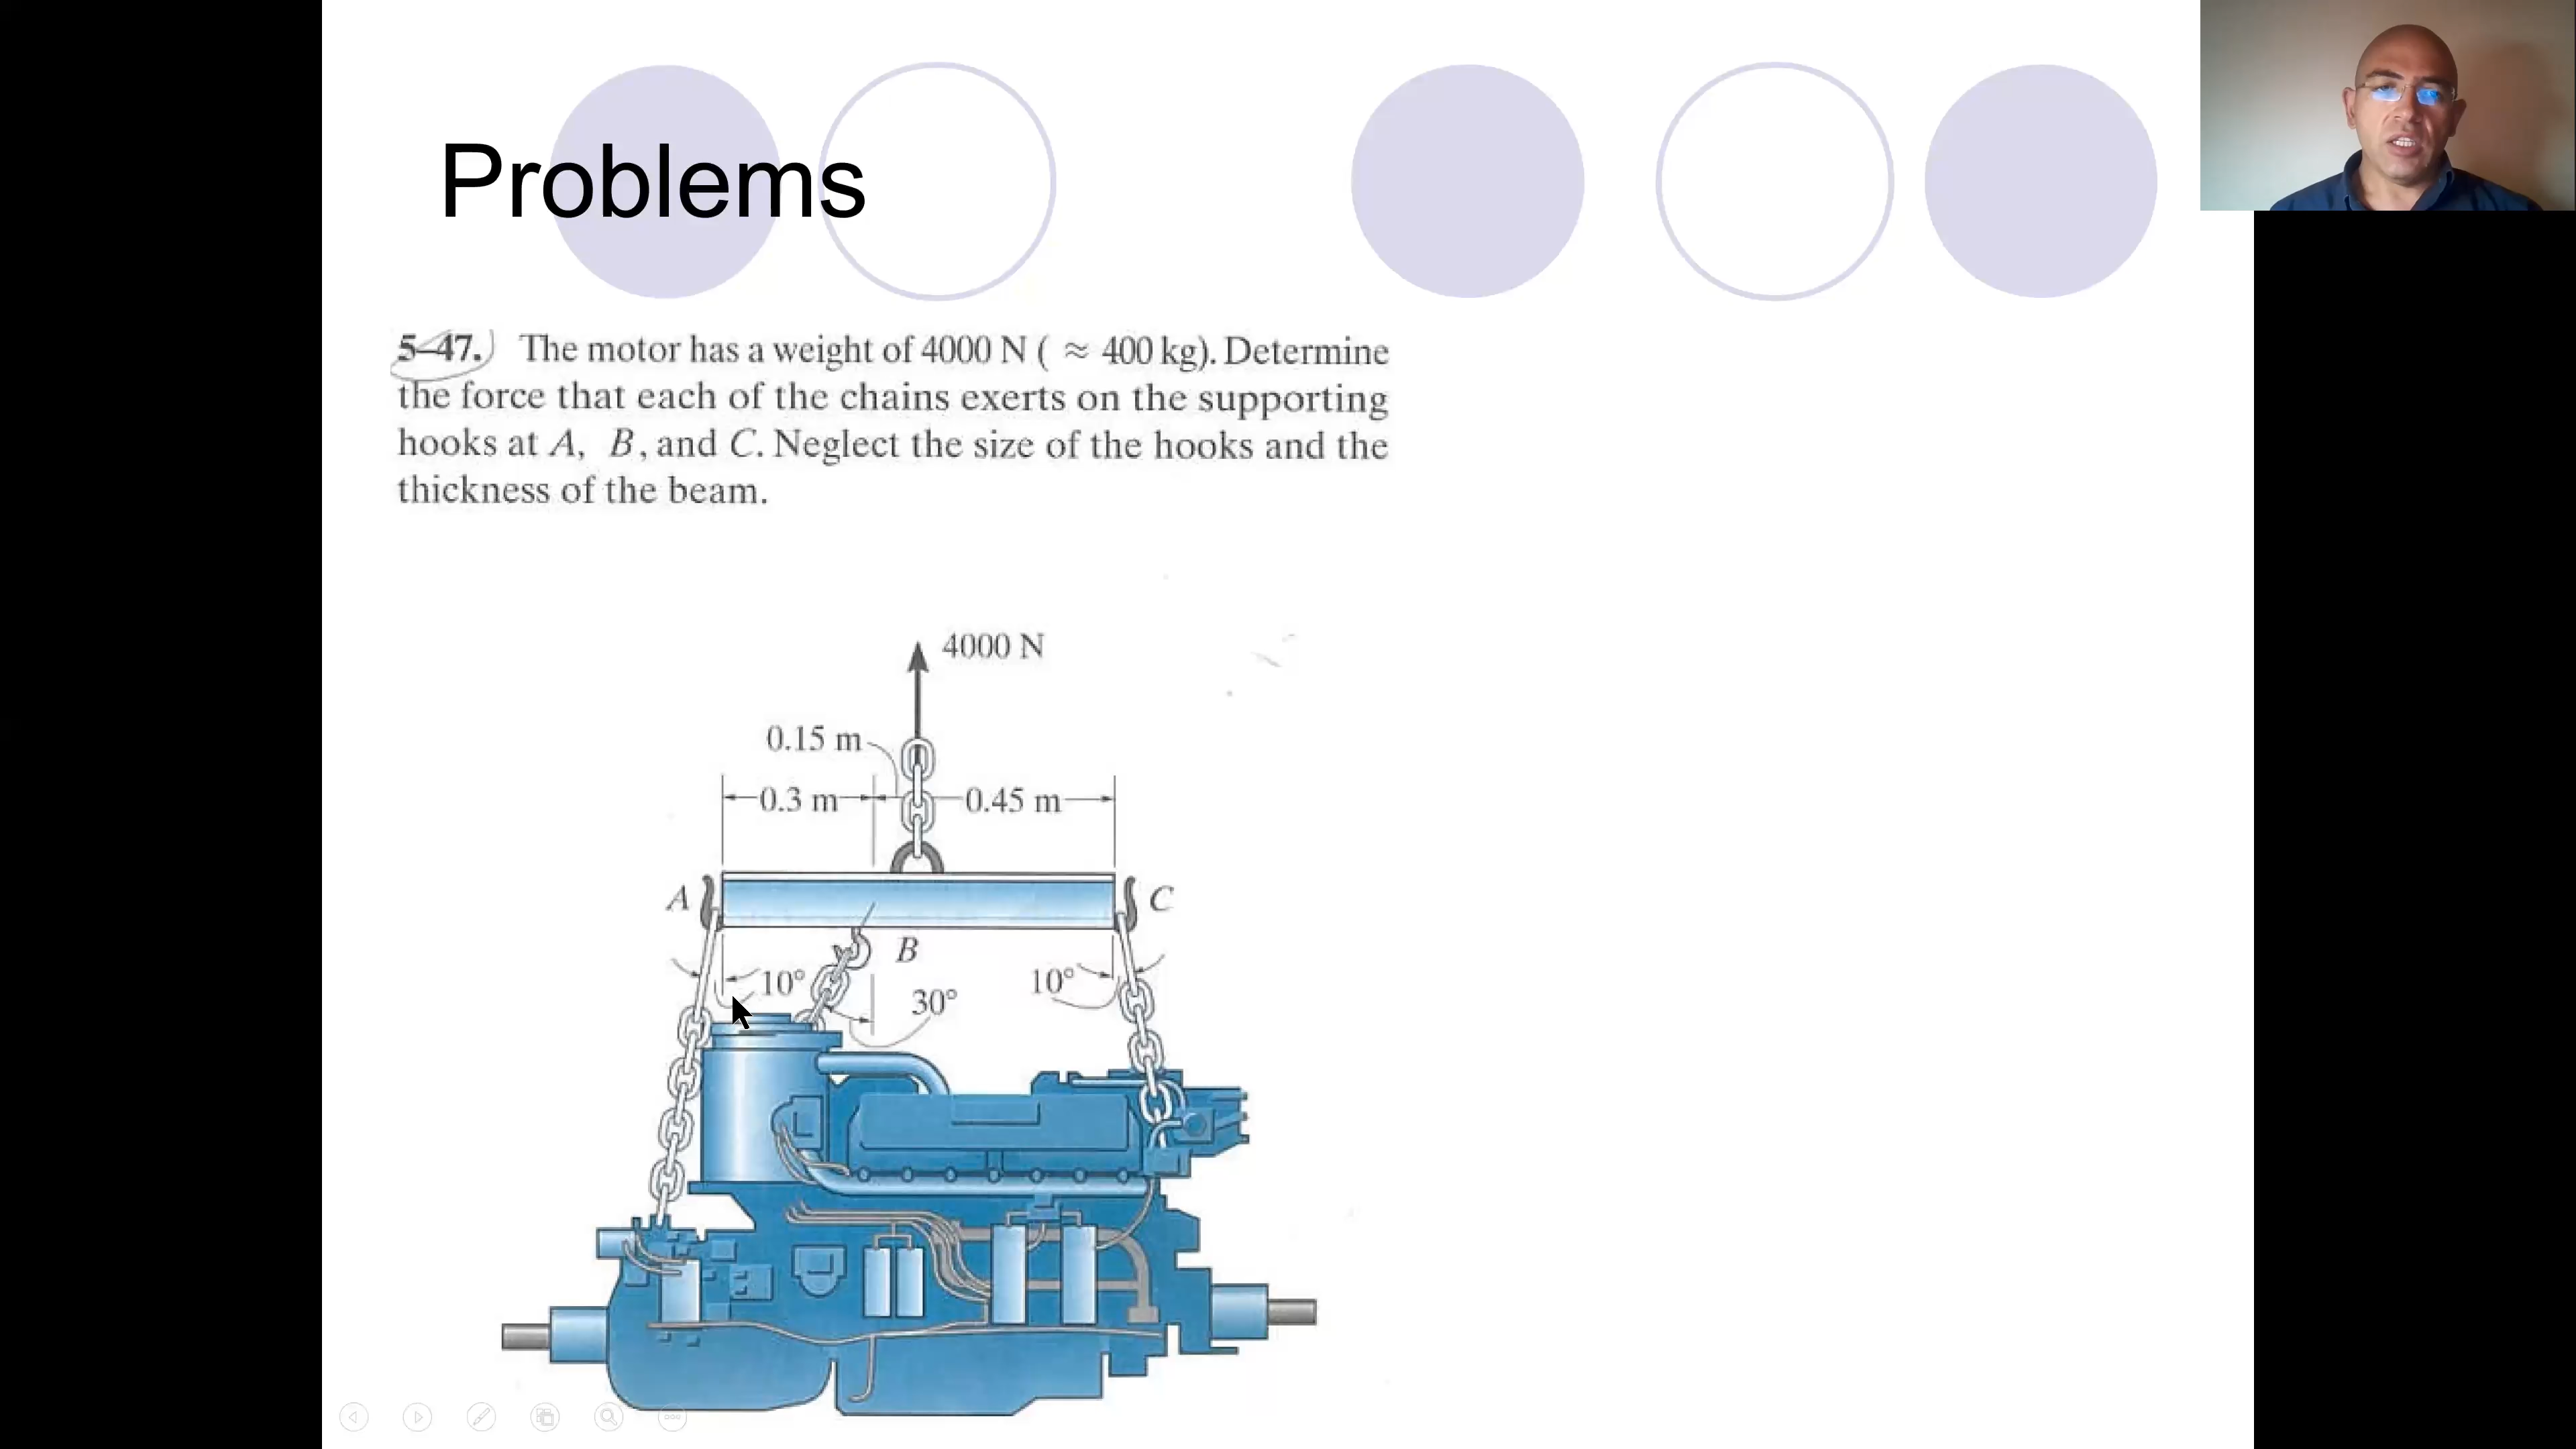 Problems
5–47. The motor has a weight of 4000 N ( ≈ 400 kg). Determine
the force that each of the chains exerts on the supporting
hooks at A, B, and C. Neglect the size of the hooks and the
thickness of the beam.
4000 N
0.15 m
0.3 m
0.45 m
A
C
B
10°
10°
30°